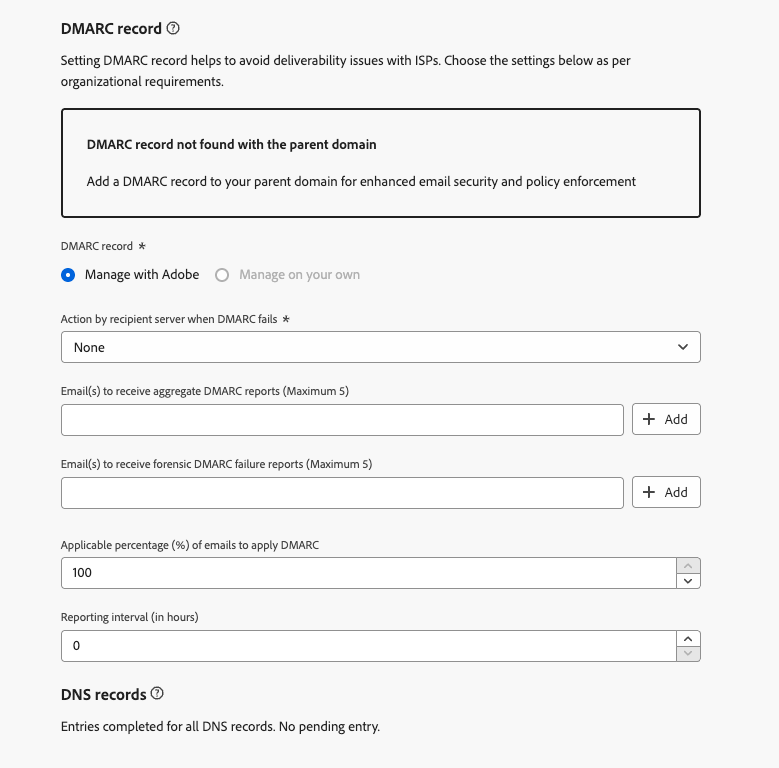 DMARC record
Setting DMARC record helps to avoid deliverability issues with ISPs. Choose the settings below as per
organizational requirements.
DMARC record not found with the parent domain
Add a DMARC record to your parent domain for enhanced email security and policy enforcement
DMARC record *
Manage with Adobe Manage on your own
Action by recipient server when DMARC fails *
None
Email(s) to receive aggregate DMARC reports (Maximum 5)
+ Add
Email(s) to receive forensic DMARC failure reports (Maximum 5)
+ Add
Applicable percentage (%) of emails to apply DMARC
100
Reporting interval (in hours)
0
DNS records
Entries completed for all DNS records. No pending entry.